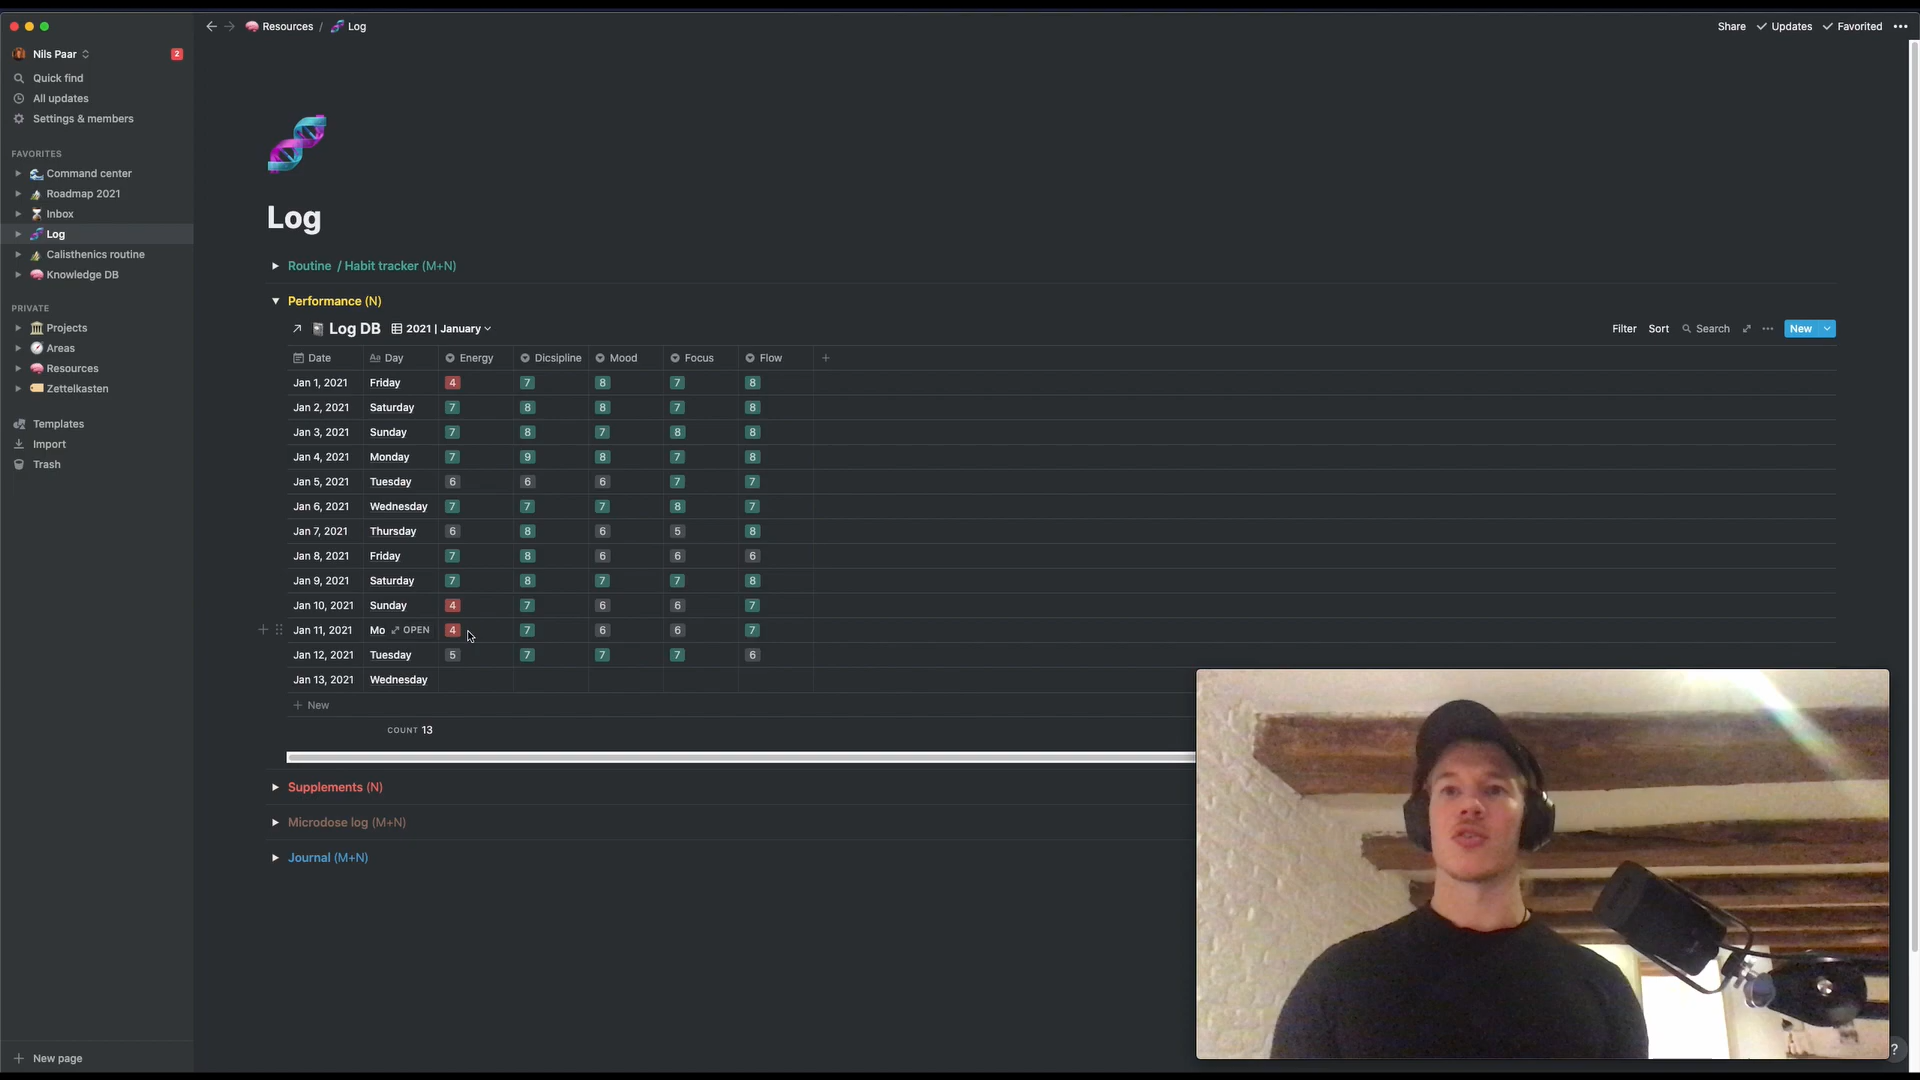 Resources / Log
Share Updates Favorited
Nils Paar 2
Quick find
All updates
Settings & members
FAVORITES
Command center
Roadmap 2021
Inbox
Log
Calisthenics routine
Knowledge DB
PRIVATE
Projects
Areas
Resources
Zettelkasten
Templates
Import
Trash
New page
Log
Routine / Habit tracker (M+N)
Performance (N)
Log DB 2021 | January
Filter Sort Search New
Date Day Energy Dicsipline Mood Focus Flow +
Jan 1, 2021 Friday 4 7 8 7 8
Jan 2, 2021 Saturday 7 8 8 7 8
Jan 3, 2021 Sunday 7 8 7 8 8
Jan 4, 2021 Monday 7 9 8 7 8
Jan 5, 2021 Tuesday 6 6 6 7 7
Jan 6, 2021 Wednesday 7 7 7 8 7
Jan 7, 2021 Thursday 6 8 6 5 8
Jan 8, 2021 Friday 7 8 6 6 6
Jan 9, 2021 Saturday 7 8 7 7 8
Jan 10, 2021 Sunday 4 7 6 6 7
Jan 11, 2021 Mo OPEN 4 7 6 6 7
Jan 12, 2021 Tuesday 5 7 7 7 6
Jan 13, 2021 Wednesday
+ New
COUNT 13
Supplements (N)
Microdose log (M+N)
Journal (M+N)
?